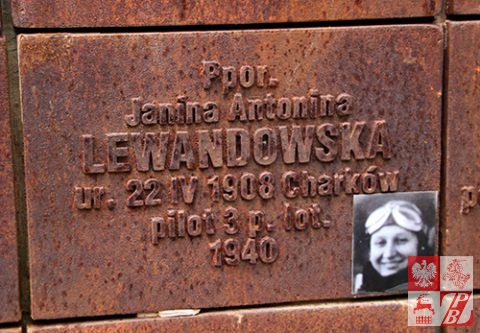 Ppor.
Janina Antonina
LEWANDOWSKA
ur. 22 IV 1908 Charków
pilot 3 p. lot.
1940